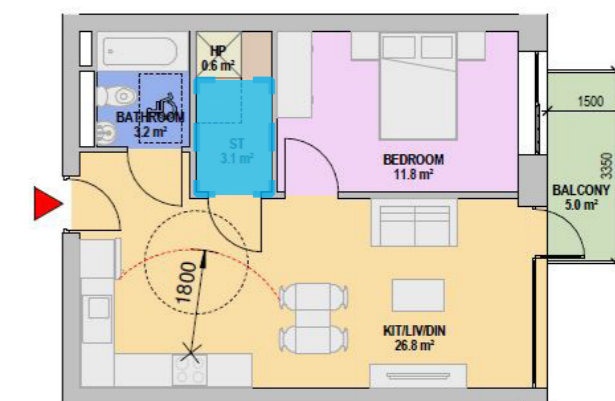 HP
0.6 m²
BATHROOM
3.2 m²
ST
3.1 m²
BEDROOM
11.8 m²
1500
3350
BALCONY
5.0 m²
1800
KIT/LIV/DIN
26.8 m²